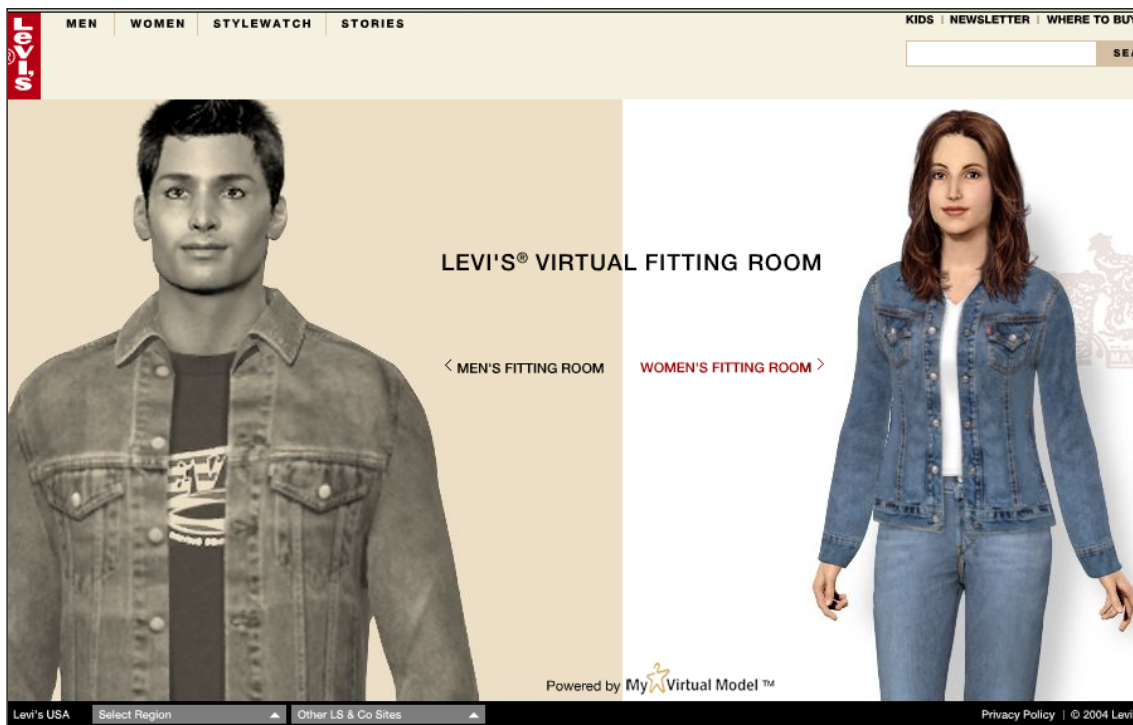 Levi's®
MEN WOMEN STYLEWATCH STORIES
KIDS | NEWSLETTER | WHERE TO BUY
SEA
LEVI'S® VIRTUAL FITTING ROOM
< MEN'S FITTING ROOM
WOMEN'S FITTING ROOM >
Powered by My Virtual Model ™
Levi's USA Select Region Other LS & Co Sites Privacy Policy | © 2004 Levi